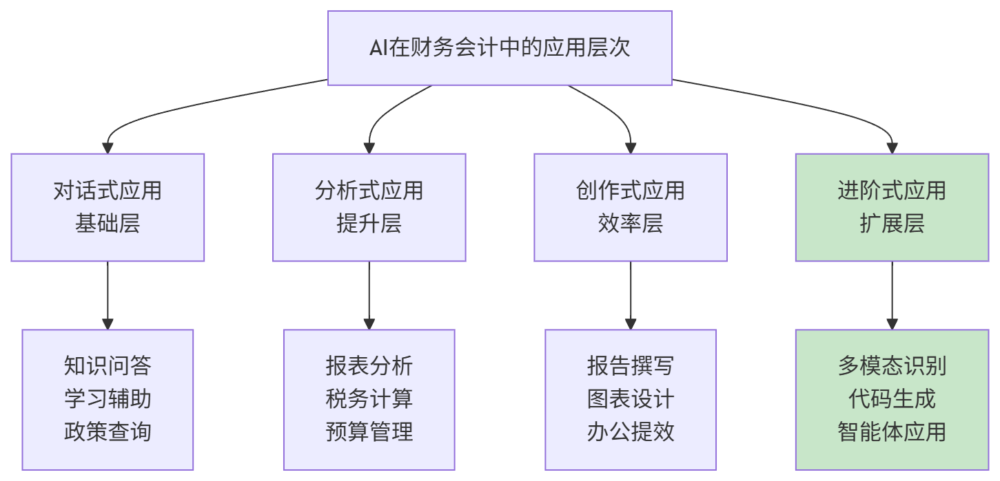 AI在财务会计中的应用层次
对话式应用
基础层
分析式应用
提升层
创作式应用
效率层
进阶式应用
扩展层
知识问答
学习辅助
政策查询
报表分析
税务计算
预算管理
报告撰写
图表设计
办公提效
多模态识别
代码生成
智能体应用